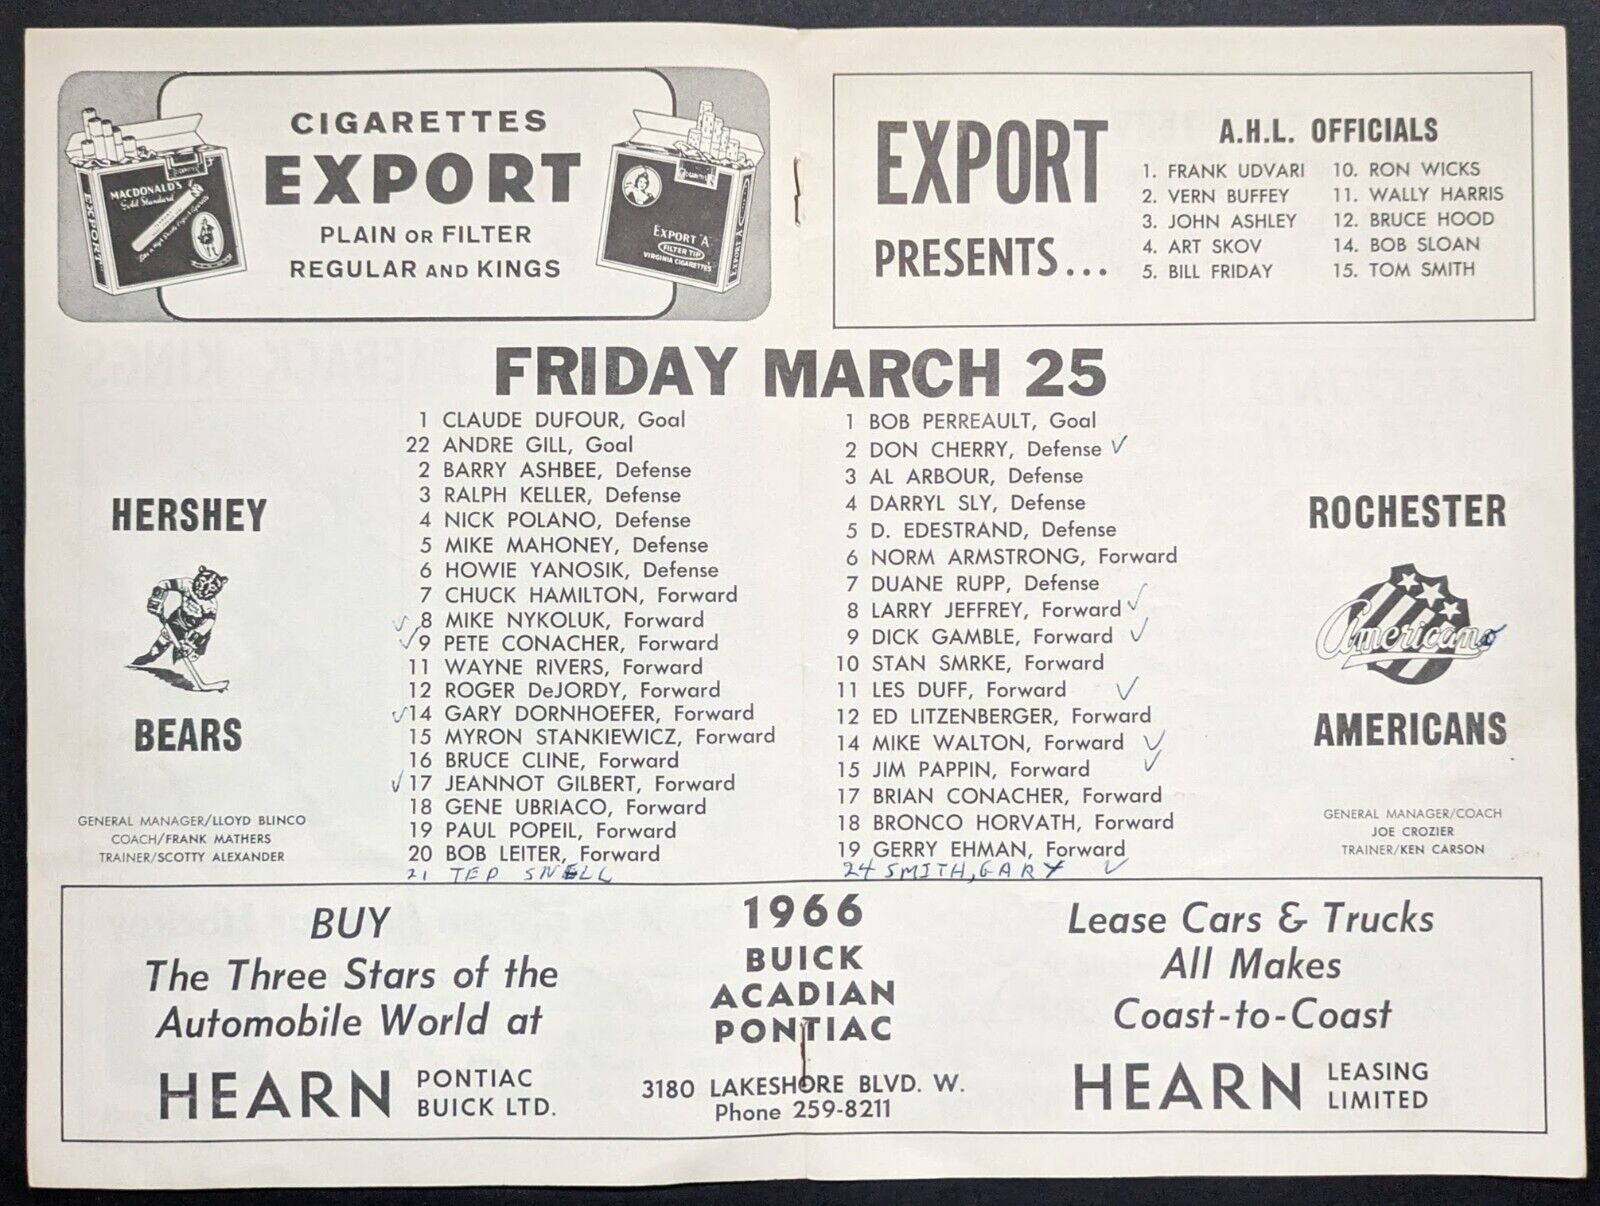 CIGARETTES
EXPORT
PLAIN OR FILTER
REGULAR AND KINGS
MACDONALD'S
Gold Standard
EXPORT
EXPORT "A"
FILTER TIP
VIRGINIA CIGARETTES
EXPORT "A"
EXPORT
PRESENTS...
A.H.L. OFFICIALS
1. FRANK UDVARI
2. VERN BUFFEY
3. JOHN ASHLEY
4. ART SKOV
5. BILL FRIDAY
10. RON WICKS
11. WALLY HARRIS
12. BRUCE HOOD
14. BOB SLOAN
15. TOM SMITH
FRIDAY MARCH 25
HERSHEY
BEARS
GENERAL MANAGER/LLOYD BLINCO
COACH/FRANK MATHERS
TRAINER/SCOTTY ALEXANDER
1 CLAUDE DUFOUR, Goal
22 ANDRE GILL, Goal
2 BARRY ASHBEE, Defense
3 RALPH KELLER, Defense
4 NICK POLANO, Defense
5 MIKE MAHONEY, Defense
6 HOWIE YANOSIK, Defense
7 CHUCK HAMILTON, Forward
✓8 MIKE NYKOLUK, Forward
✓9 PETE CONACHER, Forward
11 WAYNE RIVERS, Forward
12 ROGER DeJORDY, Forward
✓14 GARY DORNHOEFER, Forward
15 MYRON STANKIEWICZ, Forward
16 BRUCE CLINE, Forward
✓17 JEANNOT GILBERT, Forward
18 GENE UBRIACO, Forward
19 PAUL POPEIL, Forward
20 BOB LEITER, Forward
21 TED SNELL
1 BOB PERREAULT, Goal
2 DON CHERRY, Defense ✓
3 AL ARBOUR, Defense
4 DARRYL SLY, Defense
5 D. EDESTRAND, Defense
6 NORM ARMSTRONG, Forward
7 DUANE RUPP, Defense
8 LARRY JEFFREY, Forward ✓
9 DICK GAMBLE, Forward ✓
10 STAN SMRKE, Forward
11 LES DUFF, Forward ✓
12 ED LITZENBERGER, Forward
14 MIKE WALTON, Forward ✓
15 JIM PAPPIN, Forward ✓
17 BRIAN CONACHER, Forward
18 BRONCO HORVATH, Forward
19 GERRY EHMAN, Forward
24 SMITH, GARY ✓
ROCHESTER
Americans
AMERICANS
GENERAL MANAGER/COACH
JOE CROZIER
TRAINER/KEN CARSON
BUY
The Three Stars of the
Automobile World at
HEARN PONTIAC
BUICK LTD.
1966
BUICK
ACADIAN
PONTIAC
3180 LAKESHORE BLVD. W.
Phone 259-8211
Lease Cars & Trucks
All Makes
Coast-to-Coast
HEARN LEASING
LIMITED